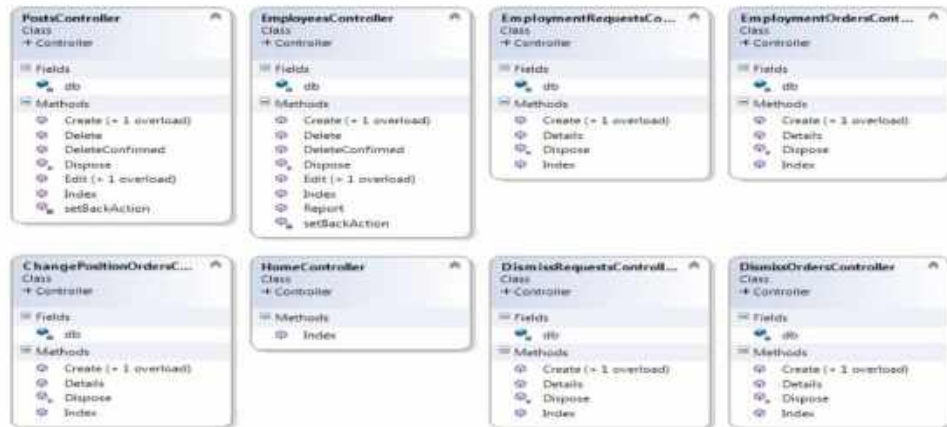 PostsController
Class
Controller
Fields
db
Methods
Create (+ 1 overload)
Delete
DeleteConfirmed
Dispose
Edit (+ 1 overload)
Index
setBackAction
EmployeesController
Class
Controller
Fields
db
Methods
Create (+ 1 overload)
Delete
DeleteConfirmed
Dispose
Edit (+ 1 overload)
Index
Report
setBackAction
EmploymentRequestsCo...
Class
Controller
Fields
db
Methods
Create (+ 1 overload)
Details
Dispose
Index
EmploymentOrdersCont...
Class
Controller
Fields
db
Methods
Create (+ 1 overload)
Details
Dispose
Index
ChangePositionOrdersC...
Class
Controller
Fields
db
Methods
Create (+ 1 overload)
Details
Dispose
Index
HomeController
Class
Controller
Methods
Index
DismissRequestsControll...
Class
Controller
Fields
db
Methods
Create (+ 1 overload)
Details
Dispose
Index
DismissOrdersController
Class
Controller
Fields
db
Methods
Create (+ 1 overload)
Details
Dispose
Index